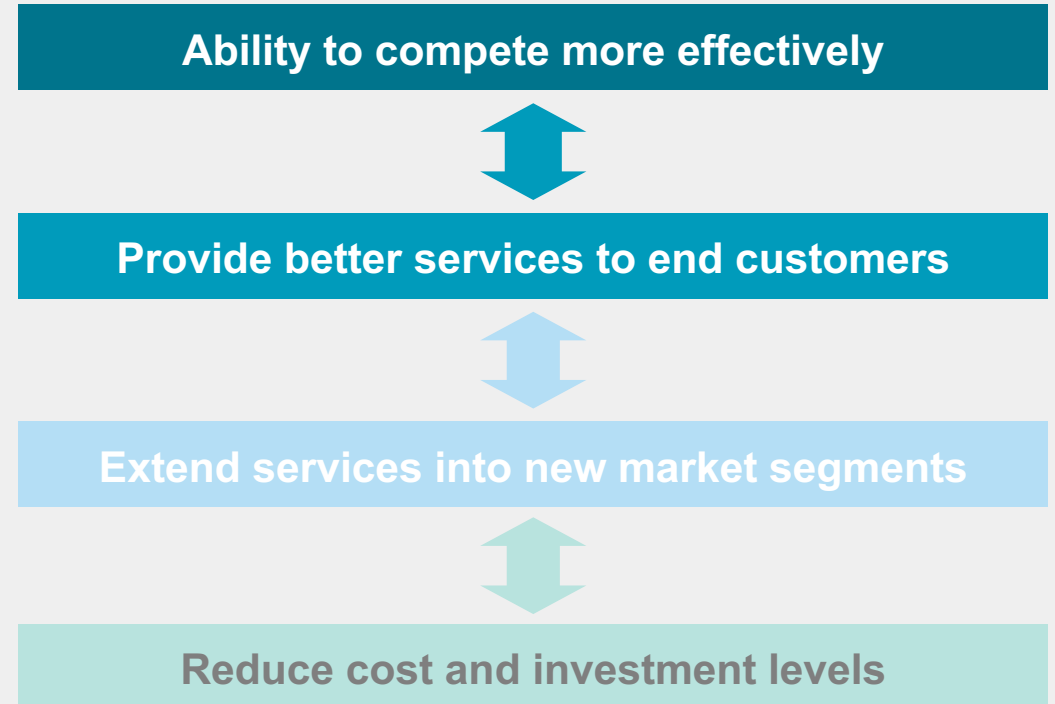 Ability to compete more effectively
Provide better services to end customers
Extend services into new market segments
Reduce cost and investment levels